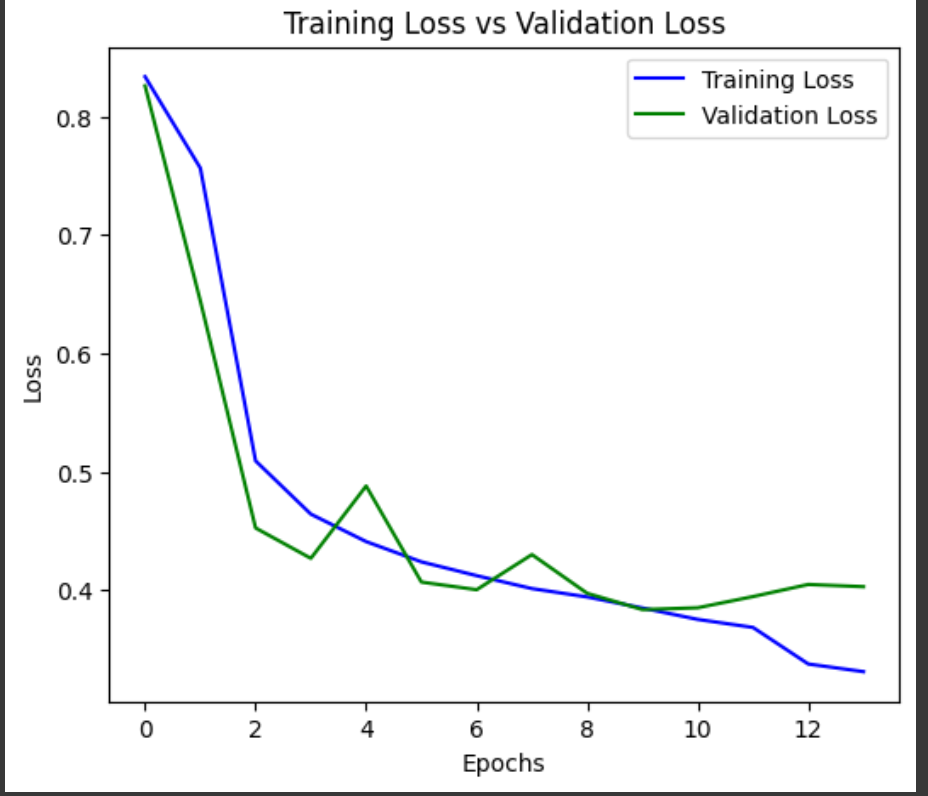 Training Loss vs Validation Loss
Training Loss
Validation Loss
0.8
0.7
0.6
0.5
0.4
Loss
0 2 4 6 8 10 12
Epochs